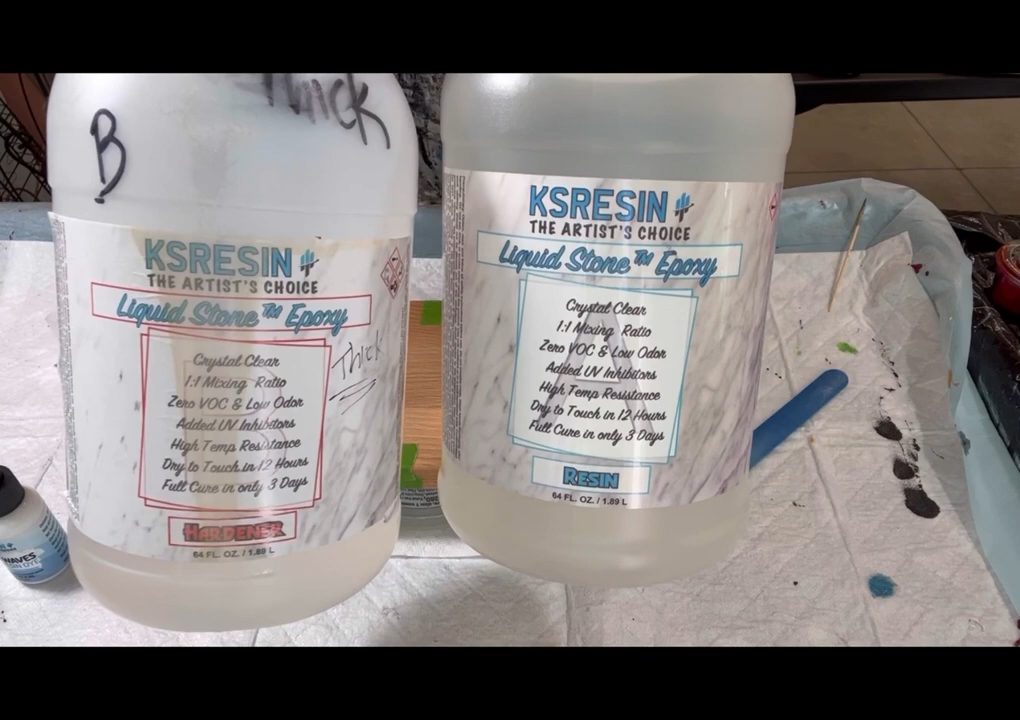 B
Thick
KSRESIN
THE ARTIST'S CHOICE
Liquid Stone™ Epoxy
Crystal Clear
1:1 Mixing Ratio
Zero VOC & Low Odor
Added UV Inhibitors
High Temp Resistance
Dry to Touch in 12 Hours
Full Cure in only 3 Days
HARDENER
64 FL. OZ. / 1.89 L
Thick
KSRESIN
THE ARTIST'S CHOICE
Liquid Stone™ Epoxy
Crystal Clear
1:1 Mixing Ratio
Zero VOC & Low Odor
Added UV Inhibitors
High Temp Resistance
Dry to Touch in 12 Hours
Full Cure in only 3 Days
RESIN
64 FL. OZ. / 1.89 L
WAVES